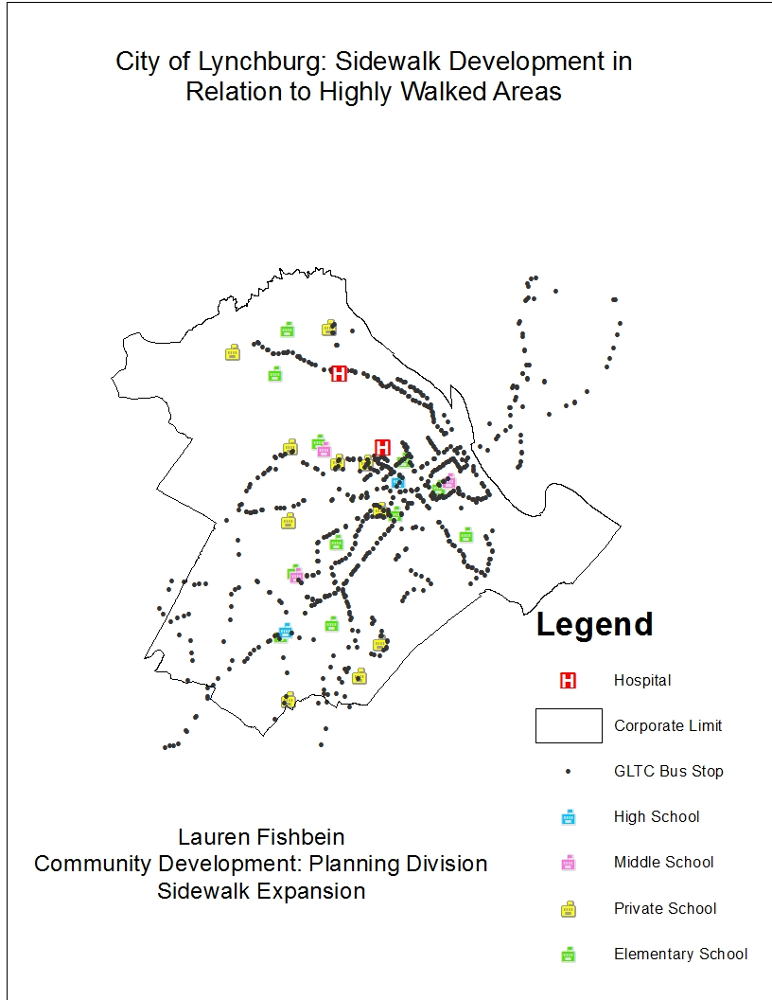 City of Lynchburg: Sidewalk Development in
Relation to Highly Walked Areas
H
H
Legend
H Hospital
Corporate Limit
GLTC Bus Stop
High School
Middle School
Private School
Elementary School
Lauren Fishbein
Community Development: Planning Division
Sidewalk Expansion